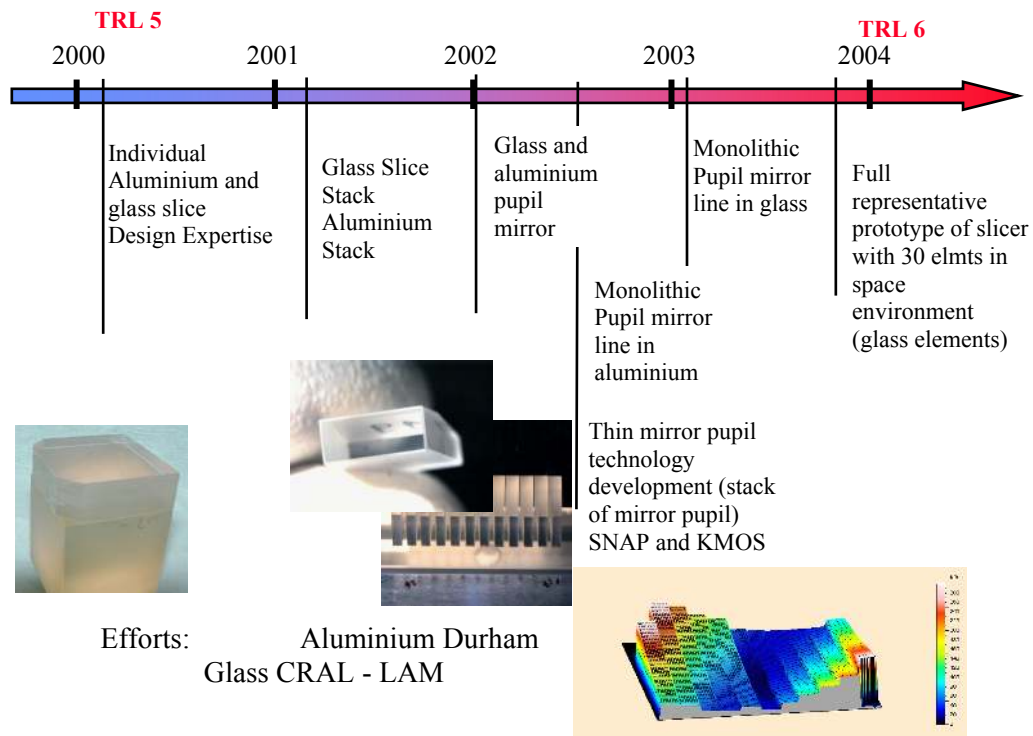 TRL 5
TRL 6
2000
2001
2002
2003
2004
Individual
Aluminium and
glass slice
Design Expertise
Glass Slice
Stack
Aluminium
Stack
Glass and
aluminium
pupil
mirror
Monolithic
Pupil mirror
line in glass
Full
representative
prototype of slicer
with 30 elmts in
space
environment
(glass elements)
Monolithic
Pupil mirror
line in
aluminium
Thin mirror pupil
technology
development (stack
of mirror pupil)
SNAP and KMOS
Efforts: Aluminium Durham
Glass CRAL - LAM